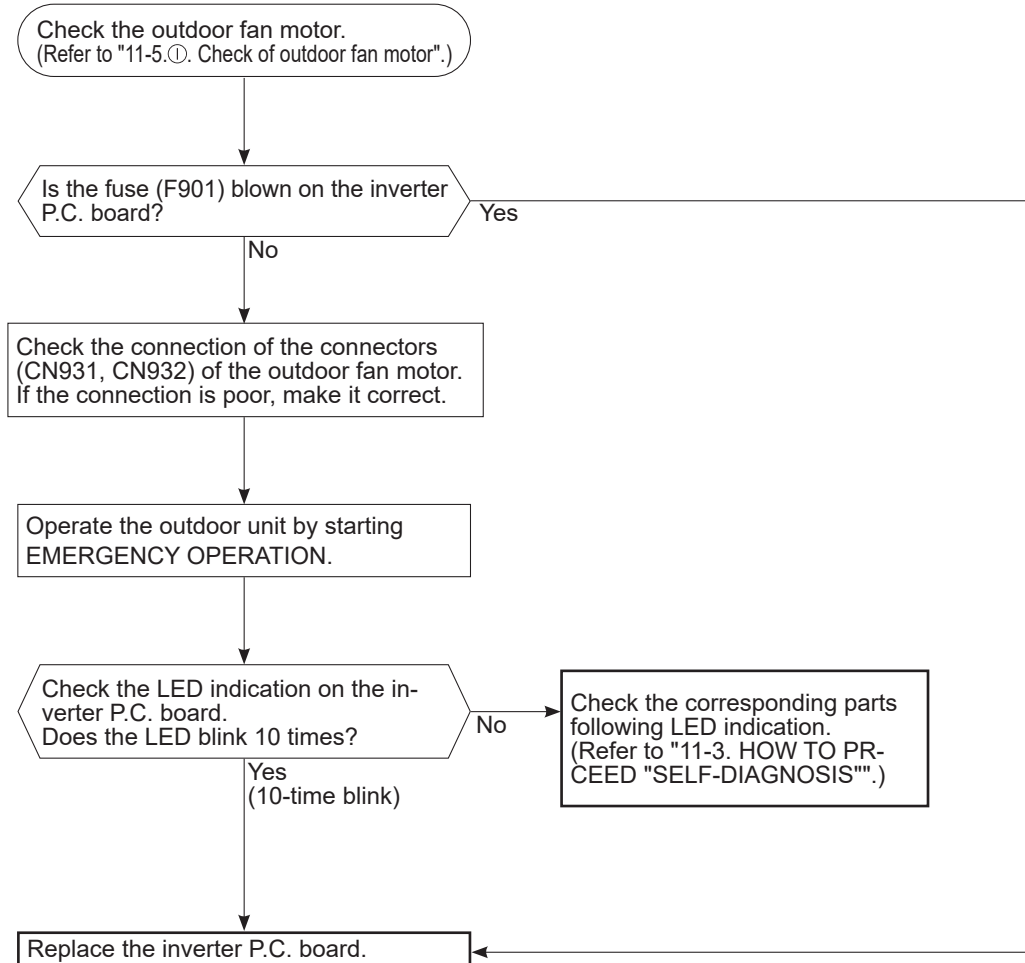 Check the outdoor fan motor.
(Refer to "11-5.Ⓘ. Check of outdoor fan motor".)
Is the fuse (F901) blown on the inverter
P.C. board?
Yes
No
Check the connection of the connectors
(CN931, CN932) of the outdoor fan motor.
If the connection is poor, make it correct.
Operate the outdoor unit by starting
EMERGENCY OPERATION.
Check the LED indication on the in-
verter P.C. board.
Does the LED blink 10 times?
No
Check the corresponding parts
following LED indication.
(Refer to "11-3. HOW TO PR-
CEED "SELF-DIAGNOSIS"".)
Yes
(10-time blink)
Replace the inverter P.C. board.